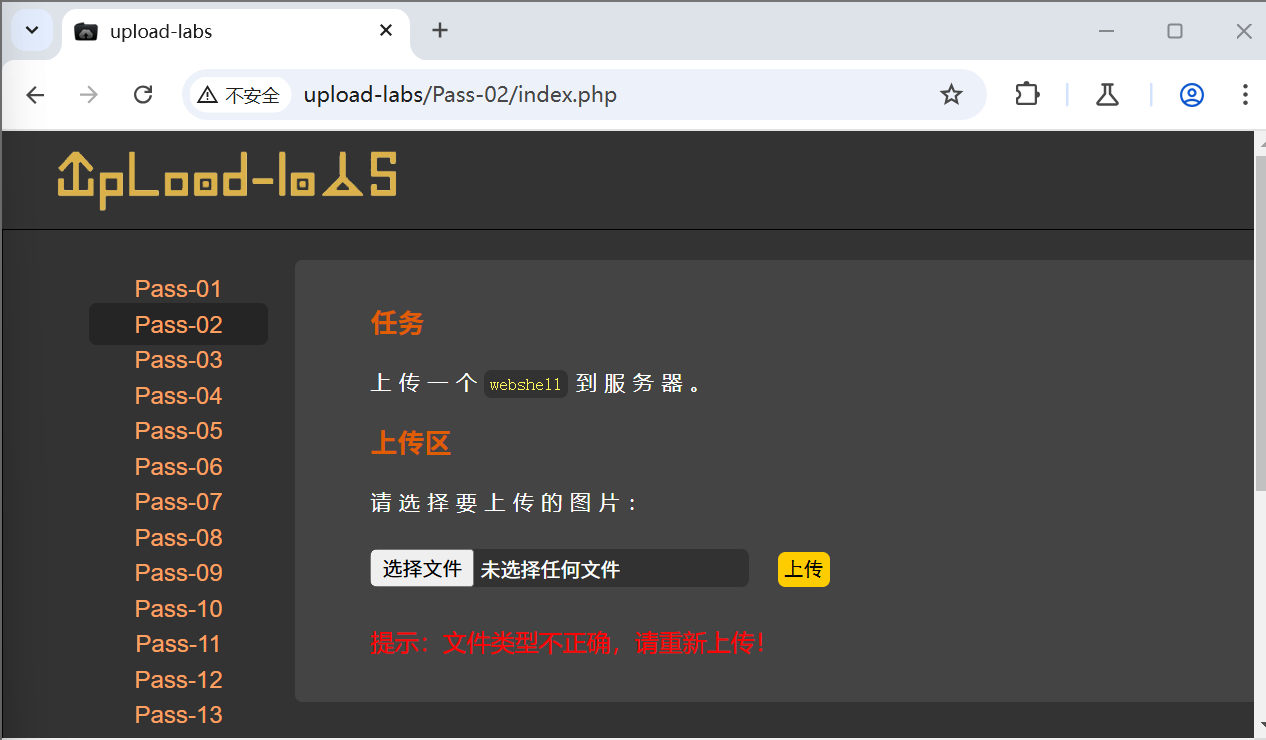 upload-labs
不安全 upload-labs/Pass-02/index.php
UpLoad-labs
Pass-01
Pass-02
Pass-03
Pass-04
Pass-05
Pass-06
Pass-07
Pass-08
Pass-09
Pass-10
Pass-11
Pass-12
Pass-13
任务
上传一个 webshell 到服务器。
上传区
请选择要上传的图片：
选择文件 未选择任何文件 上传
提示：文件类型不正确，请重新上传！